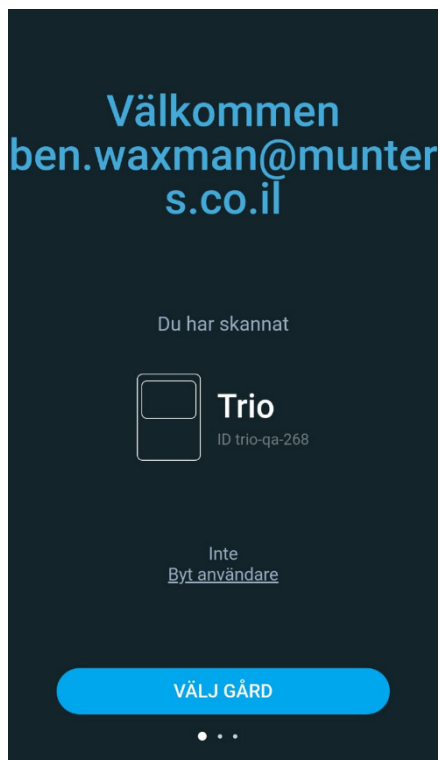 Välkommen
ben.waxman@munter
s.co.il
Du har skannat
Trio
ID trio-qa-268
Inte
Byt användare
VÄLJ GÅRD